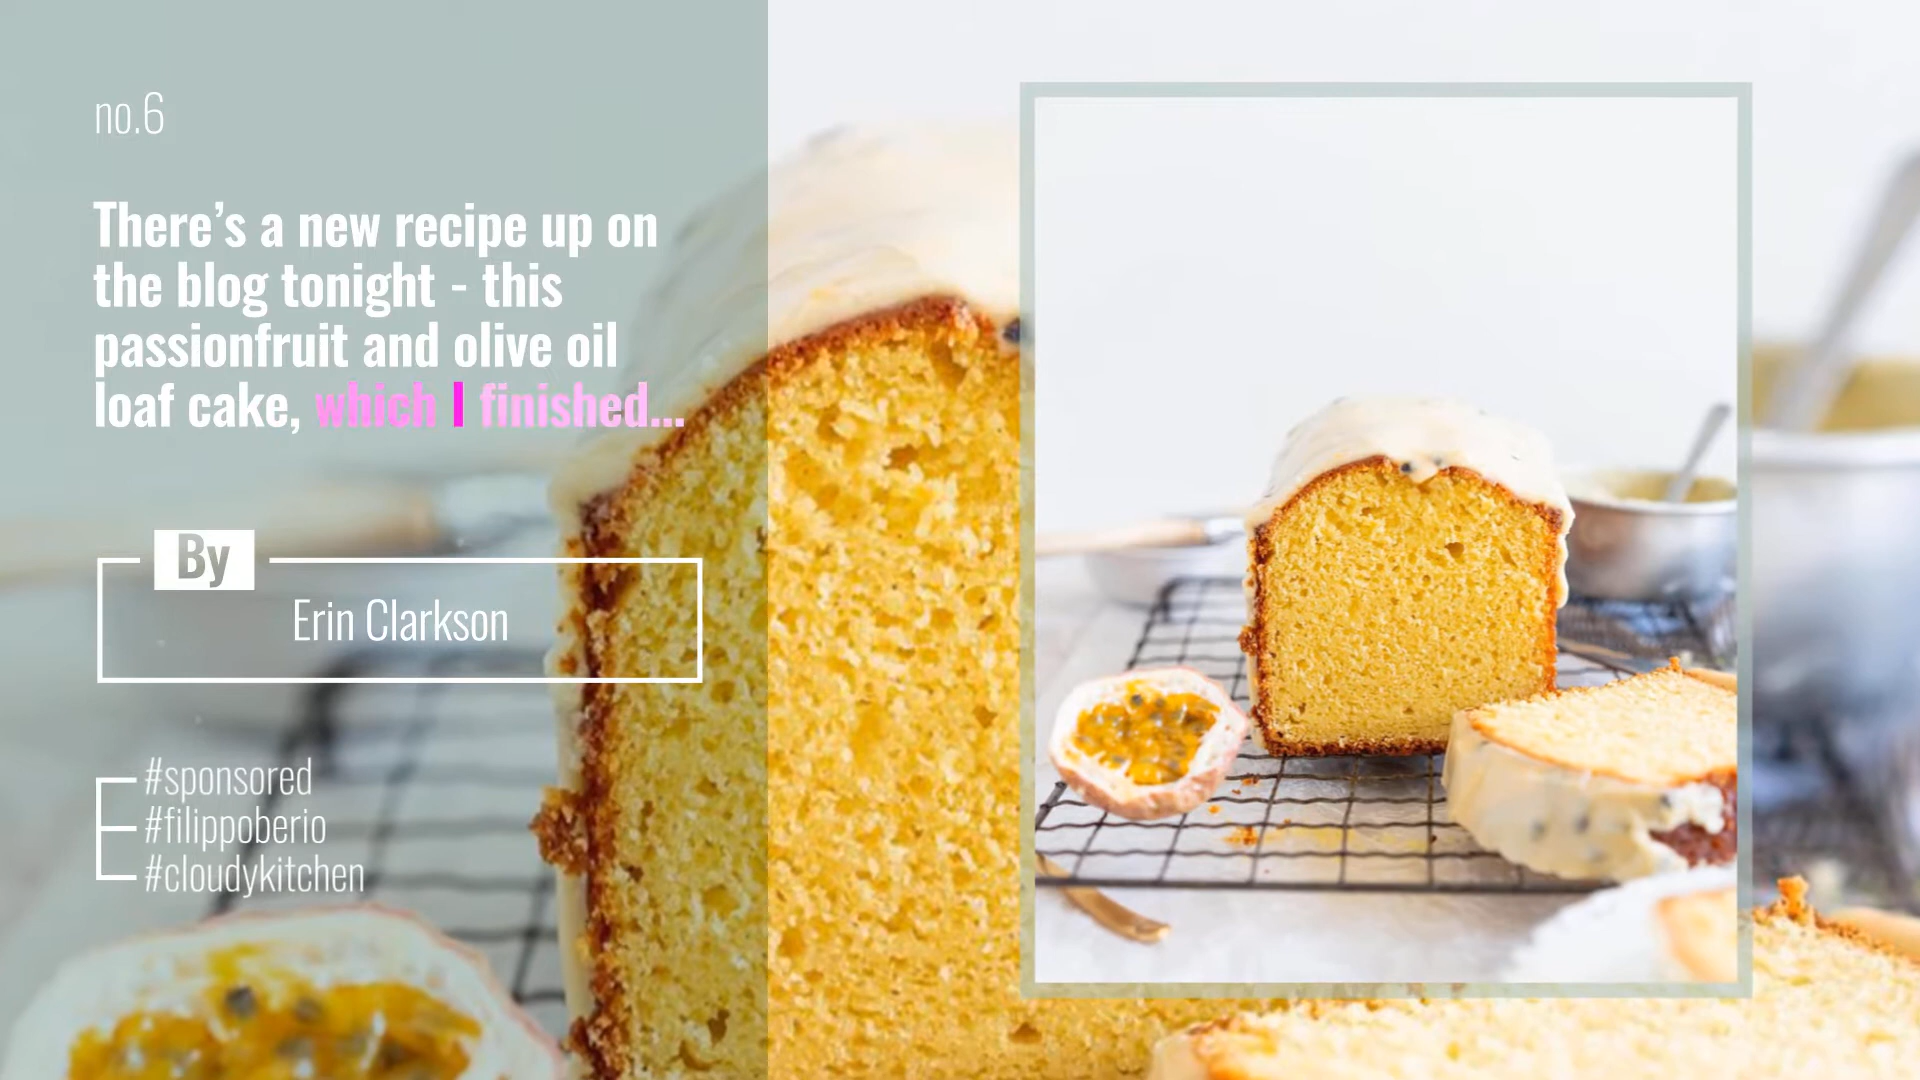 no.6
There’s a new recipe up on
the blog tonight - this
passionfruit and olive oil
loaf cake, which I finished...
By
Erin Clarkson
#sponsored
#filippoberio
#cloudykitchen